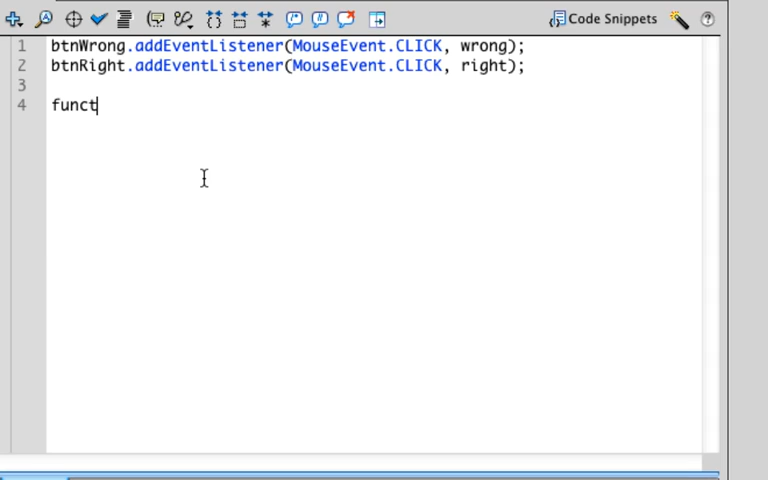 Code Snippets
1 btnWrong.addEventListener(MouseEvent.CLICK, wrong);
2 btnRight.addEventListener(MouseEvent.CLICK, right);
3
4 funct